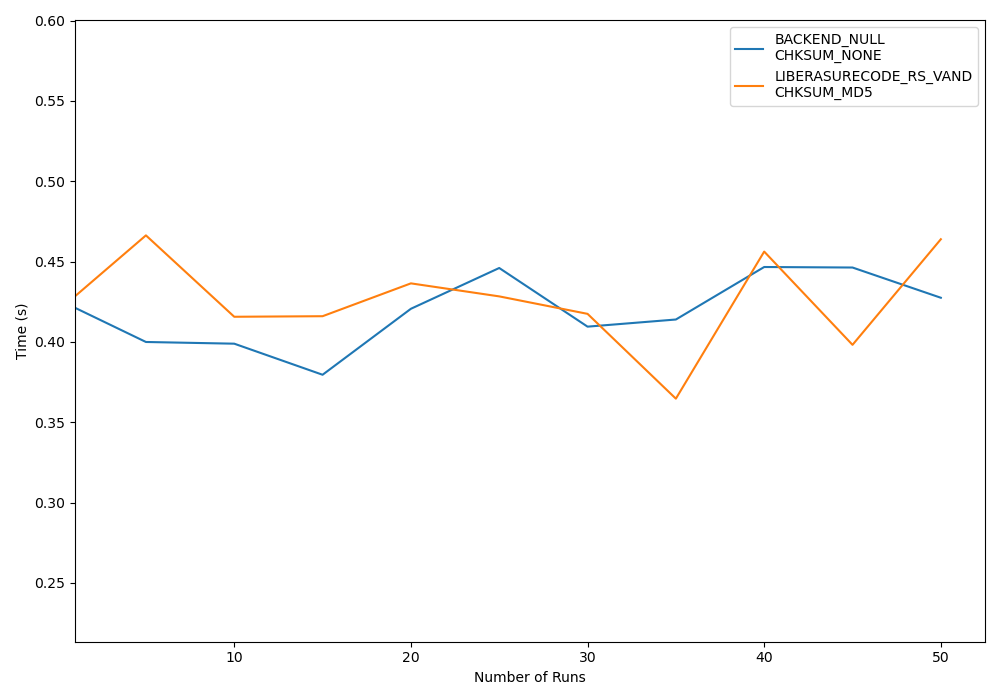 0.60
0.55
0.50
0.45
0.40
0.35
0.30
0.25
Time (s)
10 20 30 40 50
Number of Runs
BACKEND_NULL
CHKSUM_NONE
LIBERASURECODE_RS_VAND
CHKSUM_MD5